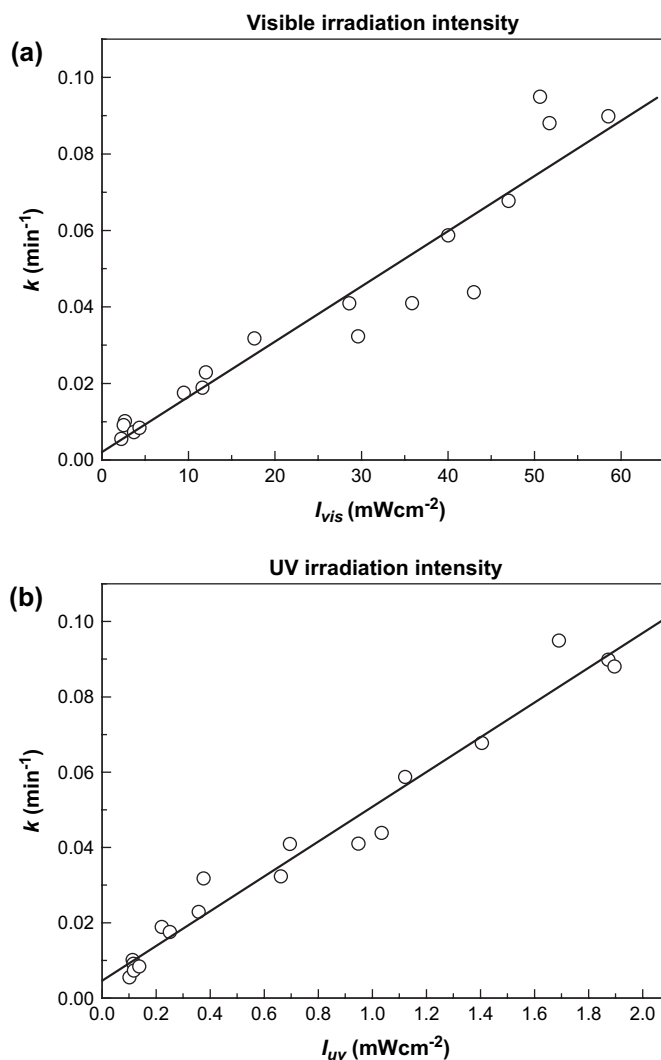 Visible irradiation intensity
(a)
0.10
0.08
0.06
0.04
0.02
0.00
k (min⁻¹)
0 10 20 30 40 50 60
I_vis (mWcm⁻²)
UV irradiation intensity
(b)
0.10
0.08
0.06
0.04
0.02
0.00
k (min⁻¹)
0.0 0.2 0.4 0.6 0.8 1.0 1.2 1.4 1.6 1.8 2.0
I_uv (mWcm⁻²)